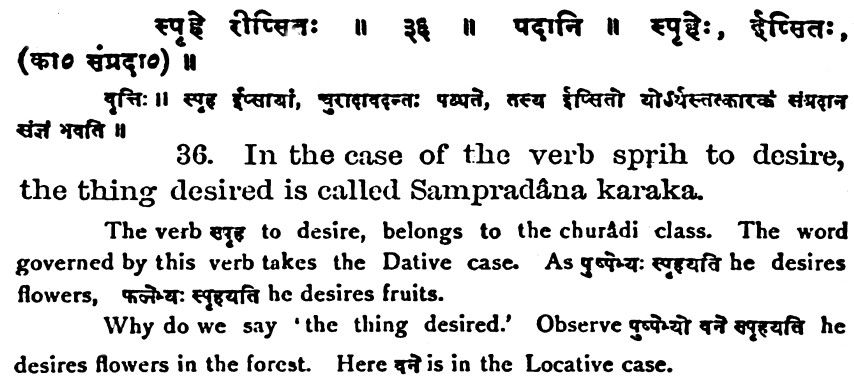 स्पृहे रीप्सितः ॥ ३६ ॥ पदानि ॥ स्पृहेः, ईप्सितः,
(का० संप्रदा०) ॥
वृत्तिः ॥ स्पृह ईप्सायां, चुरादावदन्तः पठ्यते, तस्य ईप्सितो योऽर्थस्तत्कारकं संप्रदान
संज्ञं भवति ॥
36. In the case of the verb spṛih to desire,
the thing desired is called Sampradâna karaka.
The verb स्पृह to desire, belongs to the churâdi class. The word
governed by this verb takes the Dative case. As पुष्पेभ्यः स्पृहयति he desires
flowers, फलेभ्यः स्पृहयति he desires fruits.
Why do we say 'the thing desired.' Observe पुष्पेभ्यो वने स्पृहयति he
desires flowers in the forest. Here वने is in the Locative case.